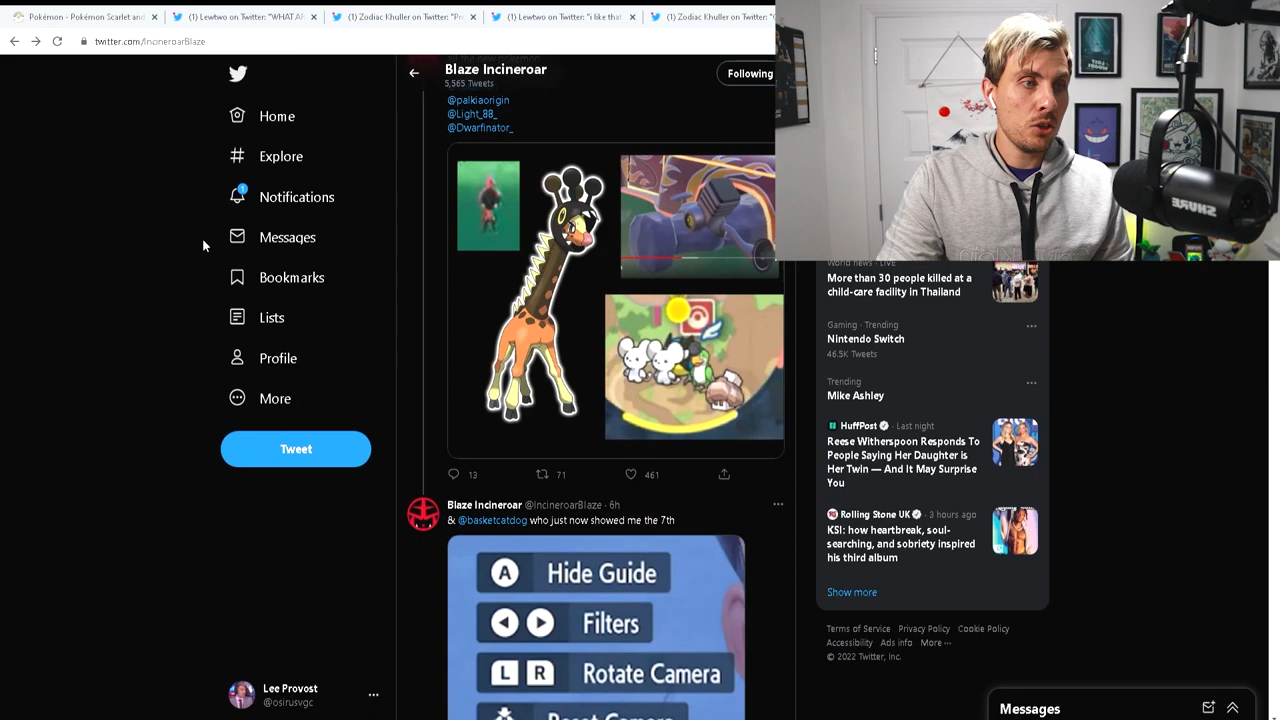 Pokémon - Pokémon Scarlet and
(1) Lewtwo on Twitter: "WHAT AR
(1) Zodiac Khuller on Twitter: "Pr
(1) Lewtwo on Twitter: "i like that
(1) Zodiac Khuller on Twitter: "
twitter.com/IncineroarBlaze
Blaze Incineroar
5,565 Tweets
Following
Home
Explore
1
Notifications
Messages
Bookmarks
Lists
Profile
More
Tweet
Lee Provost
@osirusvgc
@palkiaorigin
@Light_88_
@Dwarfinator_
13
71
461
Blaze Incineroar @IncineroarBlaze · 6h
& @basketcatdog who just now showed me the 7th
A Hide Guide
Filters
L R Rotate Camera
Reset Camera
SHURE
World news · LIVE
More than 30 people killed at a
child-care facility in Thailand
Gaming · Trending
Nintendo Switch
46.5K Tweets
Trending
Mike Ashley
HuffPost · Last night
Reese Witherspoon Responds To
People Saying Her Daughter is
Her Twin — And It May Surprise
You
Rolling Stone UK · 3 hours ago
KSI: how heartbreak, soul-
searching, and sobriety inspired
his third album
Show more
Terms of Service Privacy Policy Cookie Policy
Accessibility Ads info More ···
© 2022 Twitter, Inc.
Messages